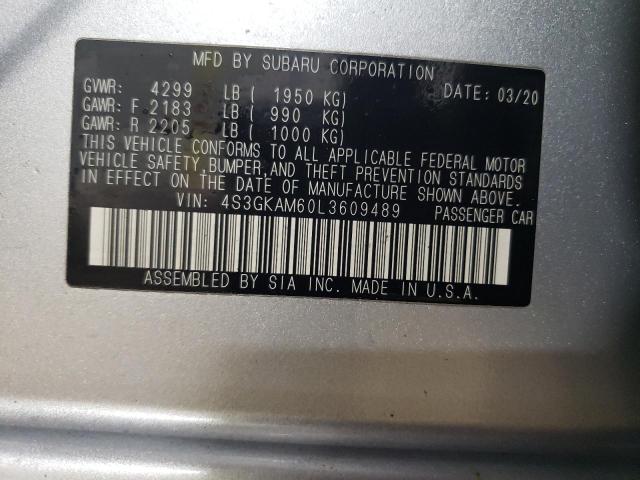 MFD BY SUBARU CORPORATION
GVWR: 4299 LB ( 1950 KG) DATE: 03/20
GAWR: F 2183 LB ( 990 KG)
GAWR: R 2205 LB ( 1000 KG)
THIS VEHICLE CONFORMS TO ALL APPLICABLE FEDERAL MOTOR
VEHICLE SAFETY, BUMPER, AND THEFT PREVENTION STANDARDS IN EFFECT
ON THE DATE OF MANUFACTURE SHOWN ABOVE.
VIN: 4S3GKAM60L3609489 PASSENGER CAR
ASSEMBLED BY SIA INC. MADE IN U.S.A.